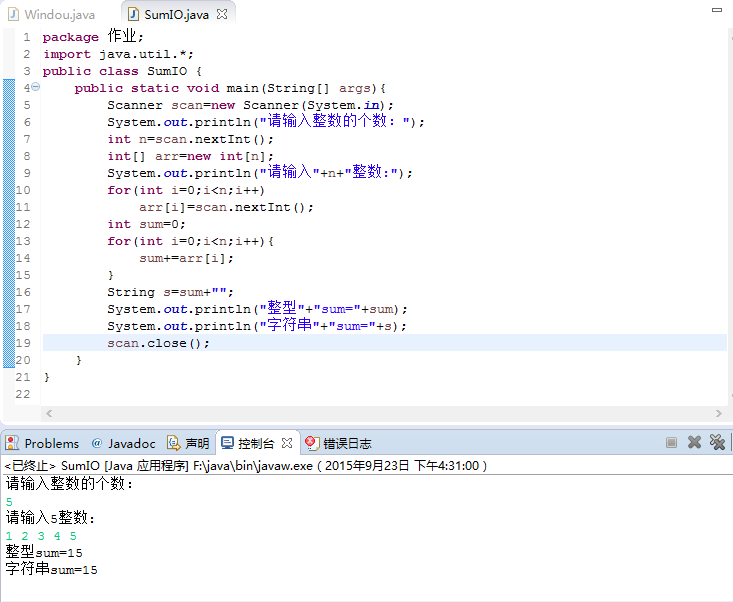 Windou.java SumIO.java
1 package 作业;
2 import java.util.*;
3 public class SumIO {
4 public static void main(String[] args){
5 Scanner scan=new Scanner(System.in);
6 System.out.println("请输入整数的个数：");
7 int n=scan.nextInt();
8 int[] arr=new int[n];
9 System.out.println("请输入"+n+"整数:");
10 for(int i=0;i<n;i++)
11 arr[i]=scan.nextInt();
12 int sum=0;
13 for(int i=0;i<n;i++){
14 sum+=arr[i];
15 }
16 String s=sum+"";
17 System.out.println("整型"+"sum="+sum);
18 System.out.println("字符串"+"sum="+s);
19 scan.close();
20 }
21 }
22
Problems @ Javadoc 声明 控制台 错误日志
<已终止> SumIO [Java 应用程序] F:\java\bin\javaw.exe ( 2015年9月23日 下午4:31:00 )
请输入整数的个数：
5
请输入5整数:
1 2 3 4 5
整型sum=15
字符串sum=15